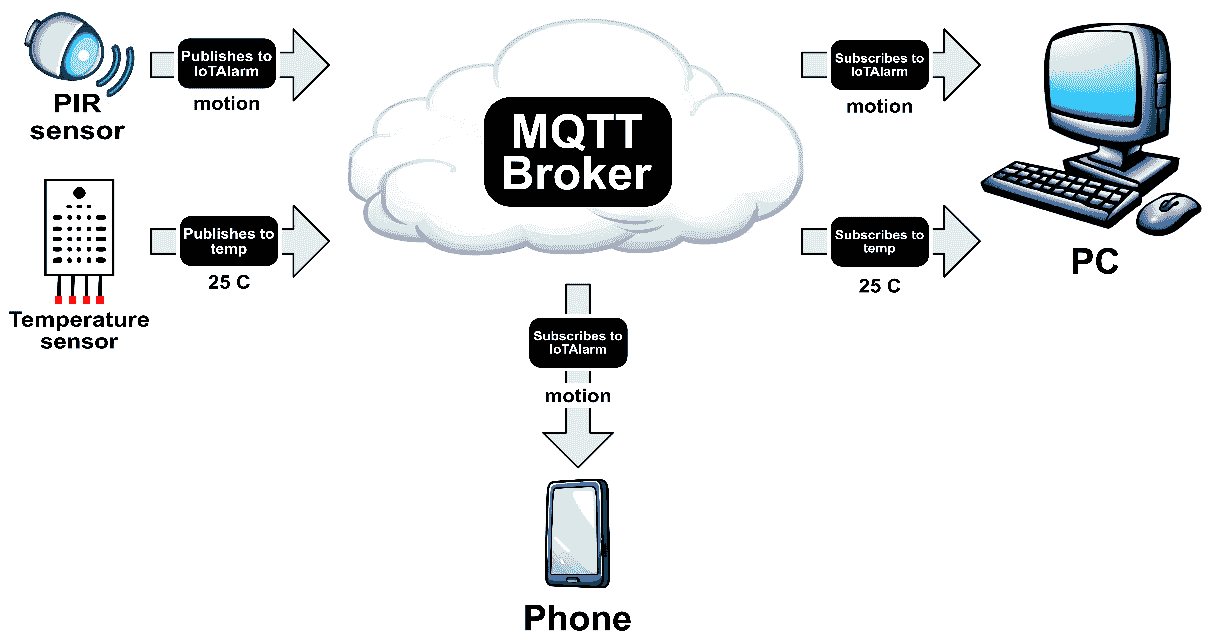 PIR
sensor
Publishes to
IoTAlarm
motion
MQTT
Broker
Subscribes to
IoTAlarm
motion
PC
Temperature
sensor
Publishes to
temp
25 C
Subscribes to
temp
25 C
Subscribes to
IoTAlarm
motion
Phone